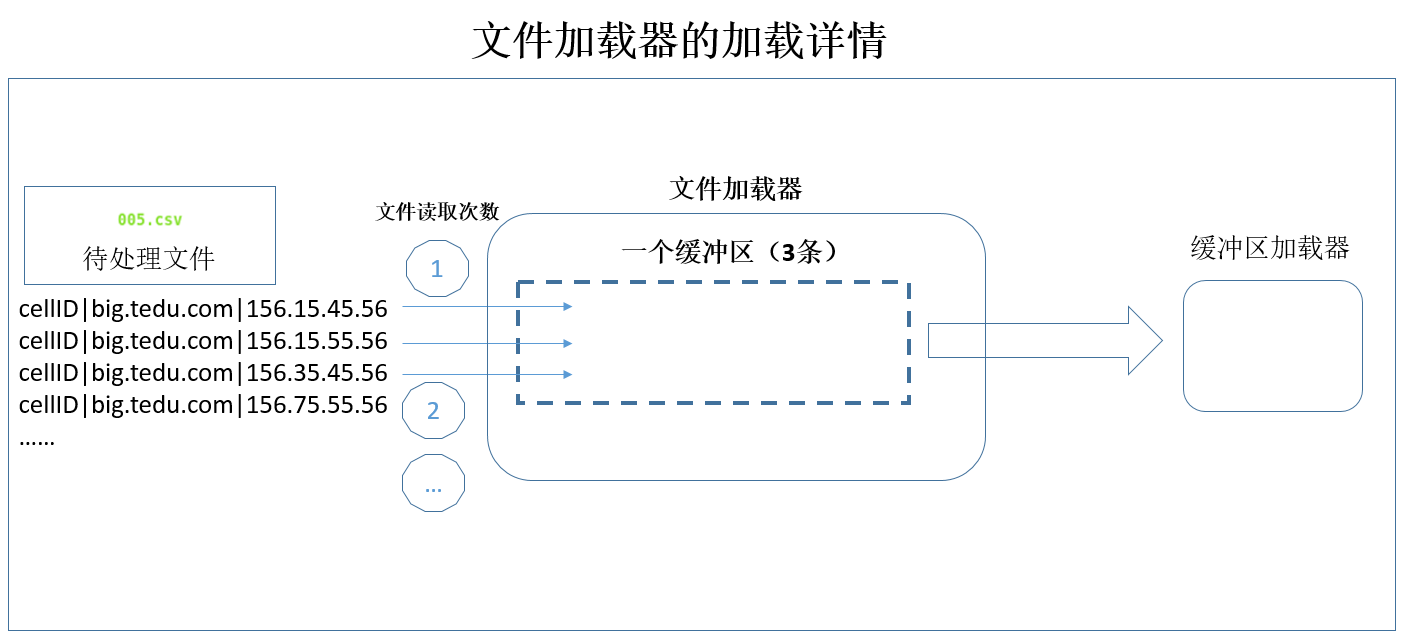 文件加载器的加载详情
005.csv
待处理文件
cellID|big.tedu.com|156.15.45.56
cellID|big.tedu.com|156.15.55.56
cellID|big.tedu.com|156.35.45.56
cellID|big.tedu.com|156.75.55.56
……
文件读取次数
1
2
...
文件加载器
一个缓冲区（3条）
缓冲区加载器